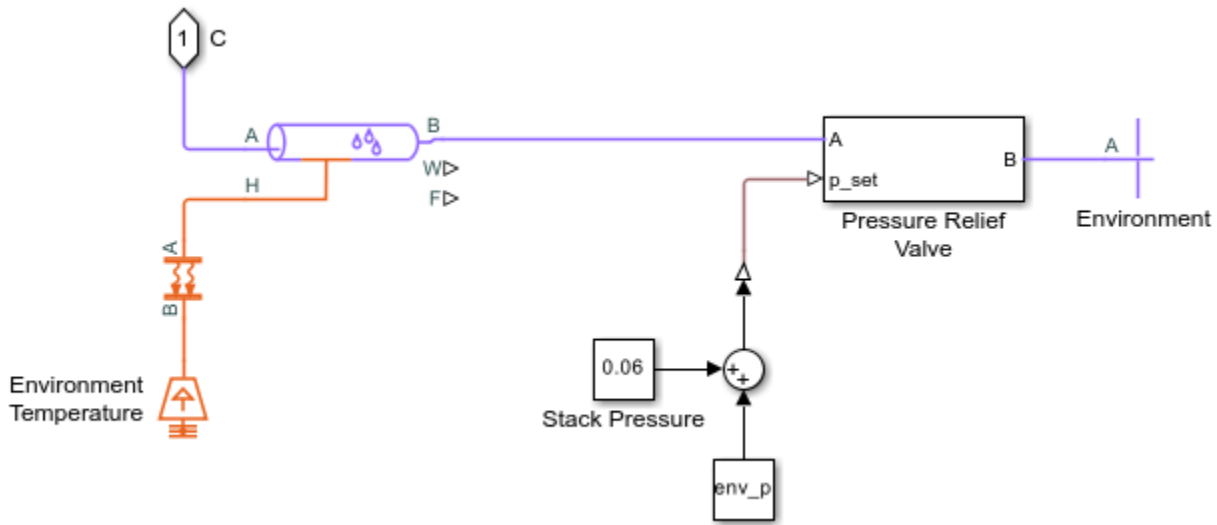 1 C
A
B
H
W
F
A
B
Environment
Temperature
A
p_set
B
Pressure Relief
Valve
A
Environment
0.06
Stack Pressure
++
env_p